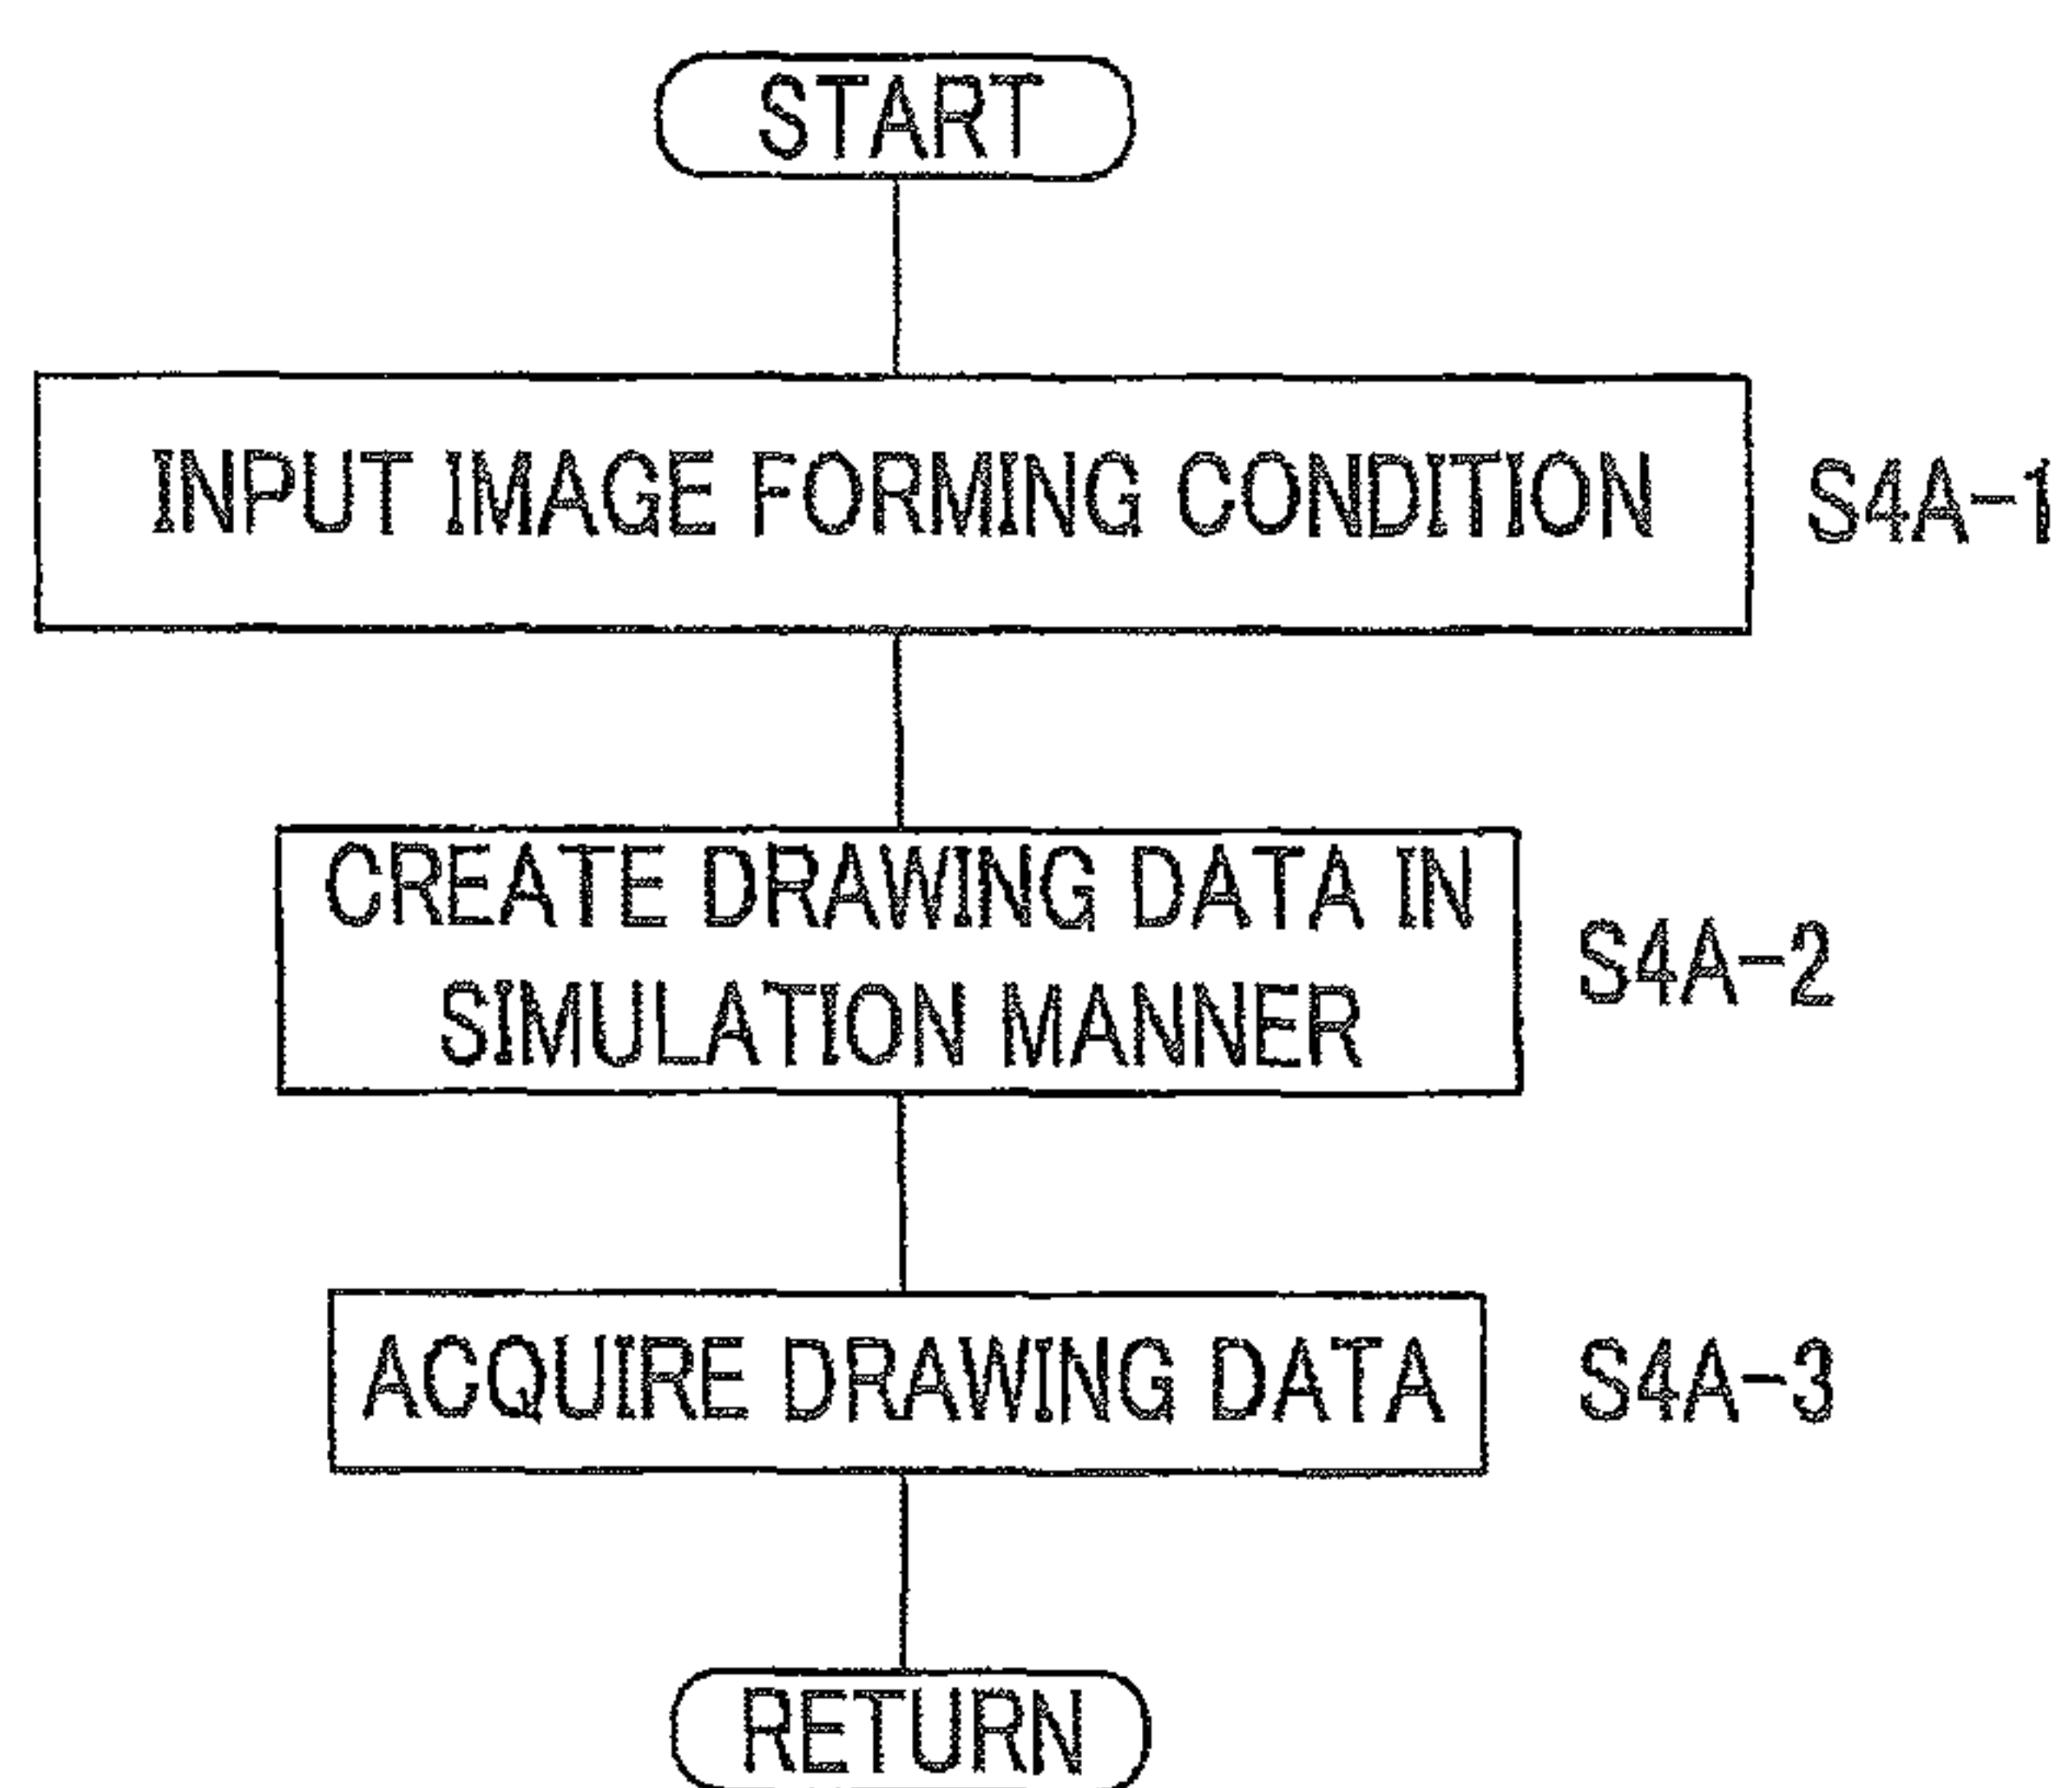 START
INPUT IMAGE FORMING CONDITION
S4A-1
CREATE DRAWING DATA IN
SIMULATION MANNER
S4A-2
ACQUIRE DRAWING DATA
S4A-3
RETURN